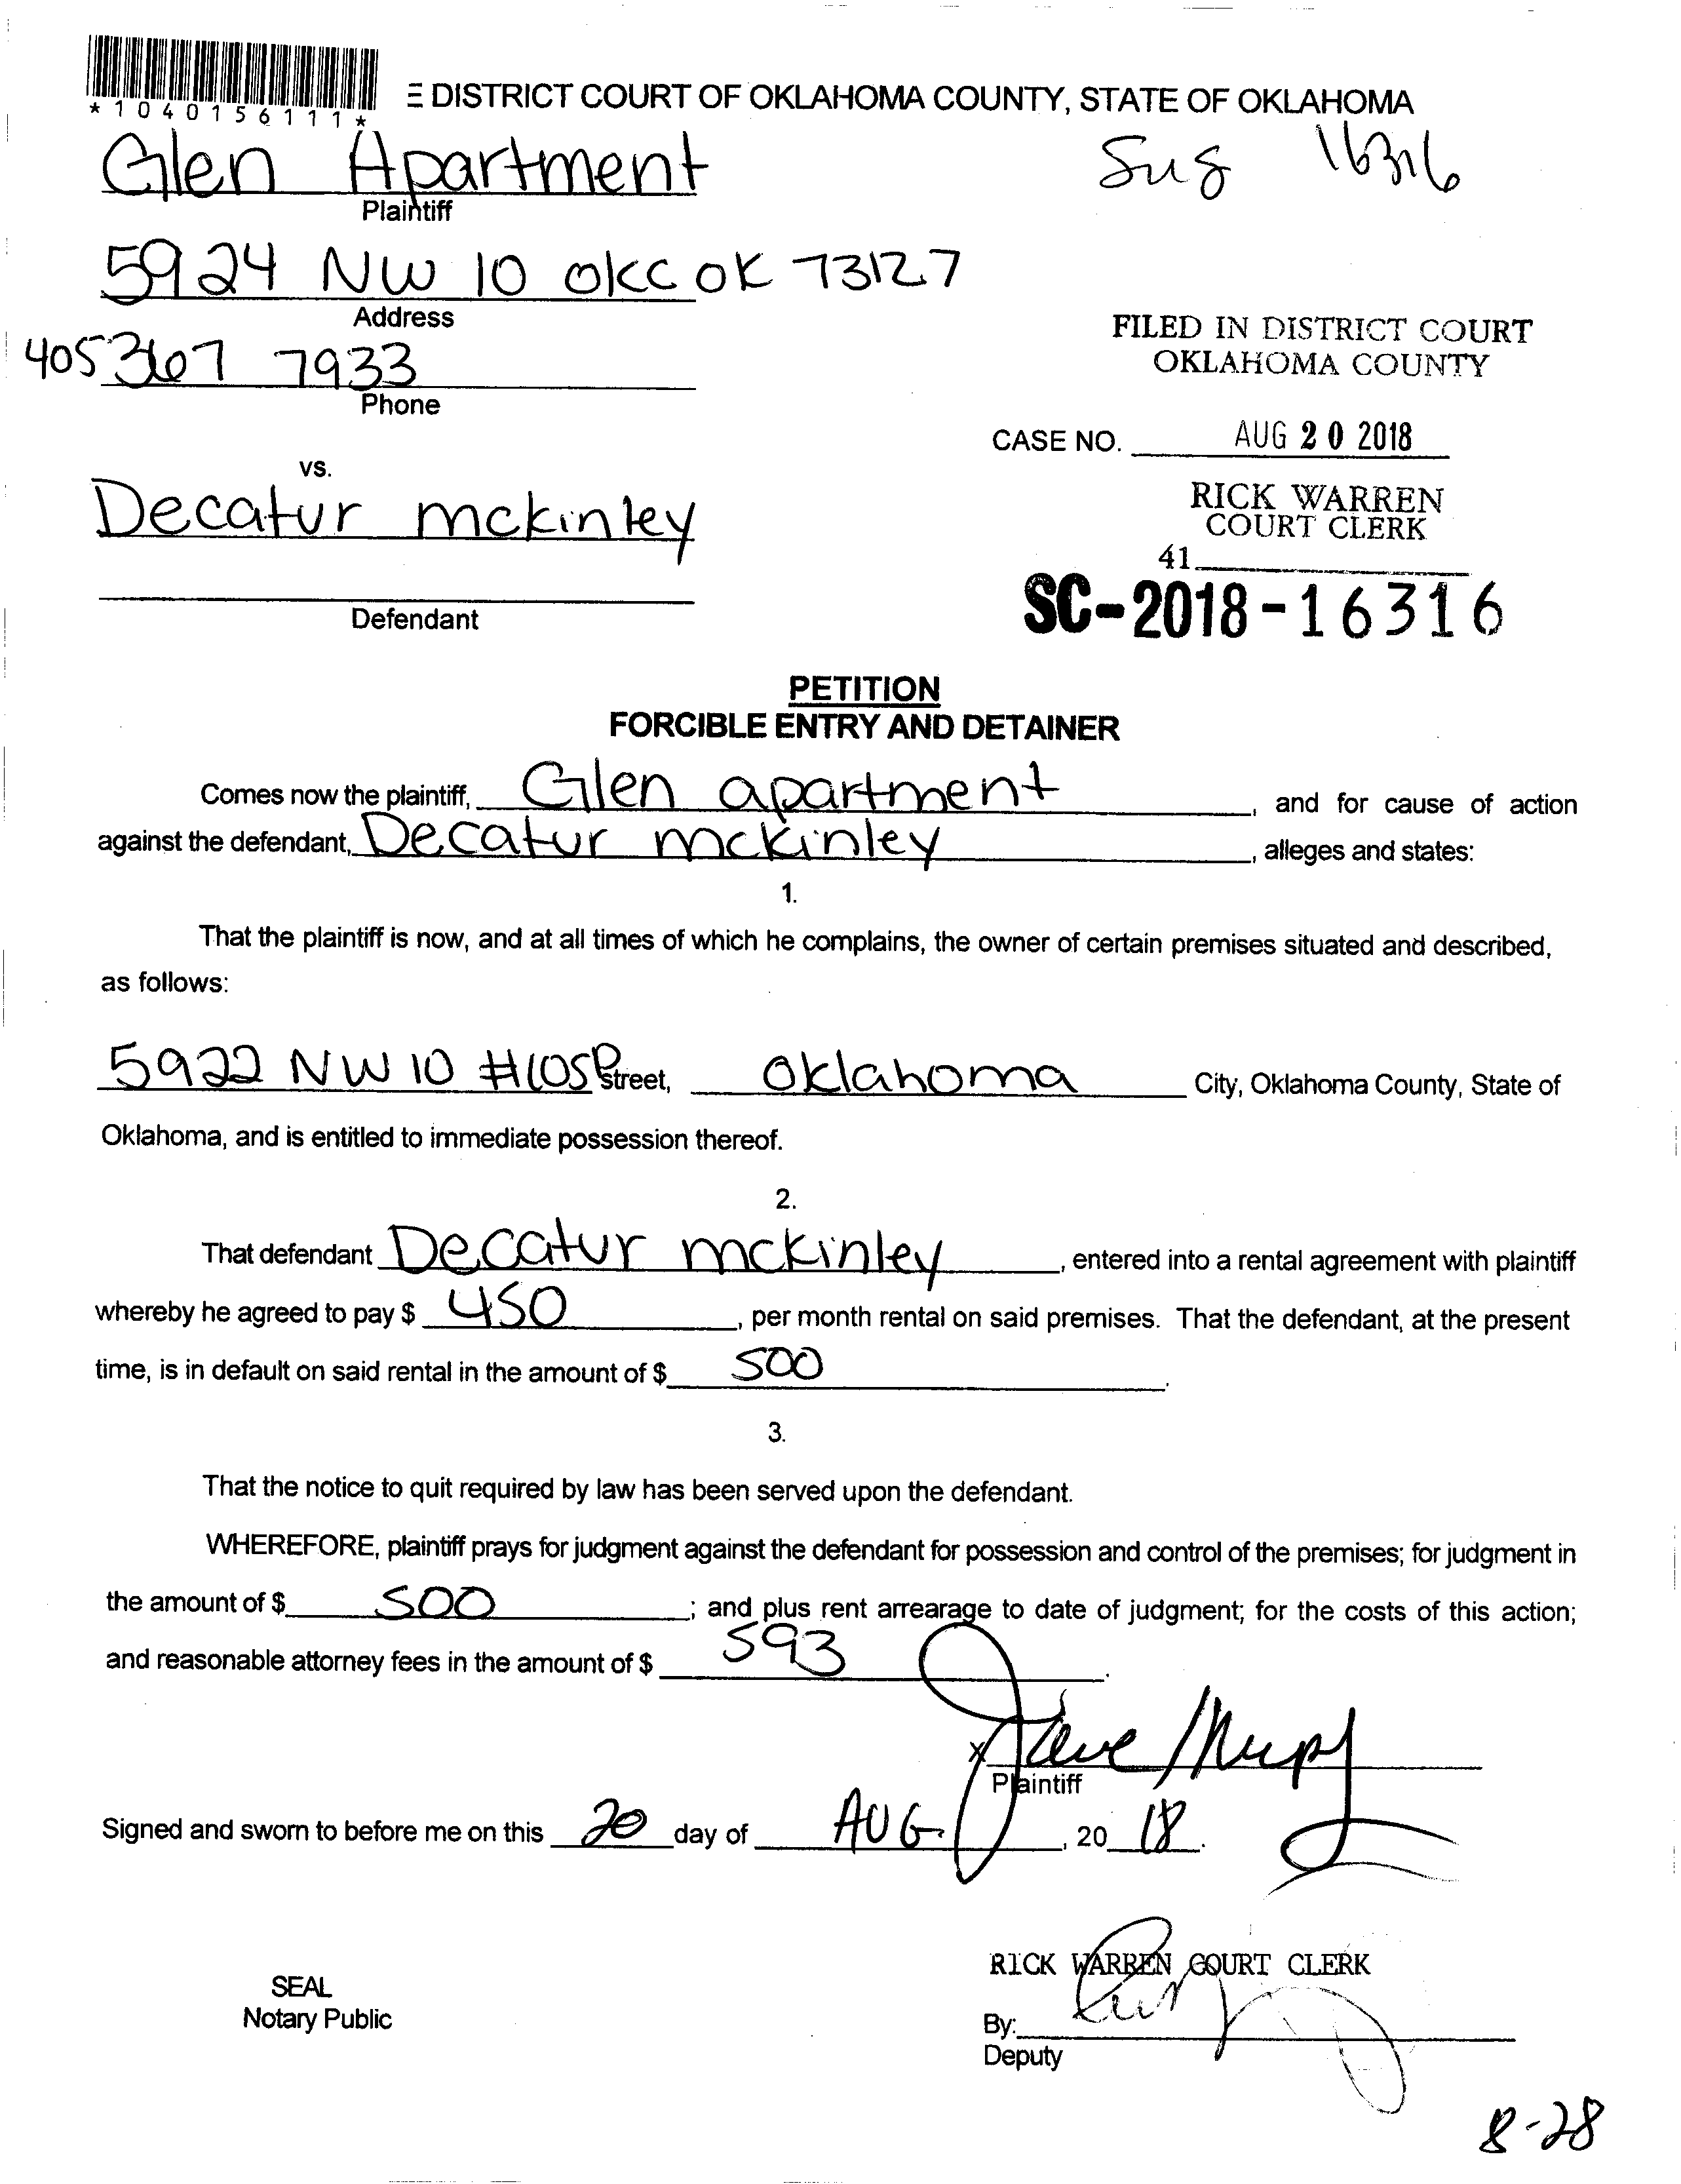 *1040156111*
E DISTRICT COURT OF OKLAHOMA COUNTY, STATE OF OKLAHOMA
Glen Apartment
Plaintiff
16316
5924 NW 10 OKC OK 73127
Address
405 367 7933
Phone
FILED IN DISTRICT COURT
OKLAHOMA COUNTY
CASE NO. AUG 20 2018
RICK WARREN
COURT CLERK
41
SC-2018-16316
vs.
Decatur mckinley
Defendant
PETITION
FORCIBLE ENTRY AND DETAINER
Comes now the plaintiff, Glen apartment, and for cause of action
against the defendant, Decatur mckinley, alleges and states:
1.
That the plaintiff is now, and at all times of which he complains, the owner of certain premises situated and described,
as follows:
5922 NW 10 Street, Oklahoma City, Oklahoma County, State of
Oklahoma, and is entitled to immediate possession thereof.
2.
That defendant Decatur mckinley, entered into a rental agreement with plaintiff
whereby he agreed to pay $ 450, per month rental on said premises. That the defendant, at the present
time, is in default on said rental in the amount of $ 500.
3.
That the notice to quit required by law has been served upon the defendant.
WHEREFORE, plaintiff prays for judgment against the defendant for possession and control of the premises; for judgment in
the amount of $ 500; and plus rent arrearage to date of judgment; for the costs of this action;
and reasonable attorney fees in the amount of $ 593.
X
Plaintiff
Signed and sworn to before me on this 20 day of AUG, 2018.
SEAL
Notary Public
RICK WARREN COURT CLERK
By:
Deputy
8-28